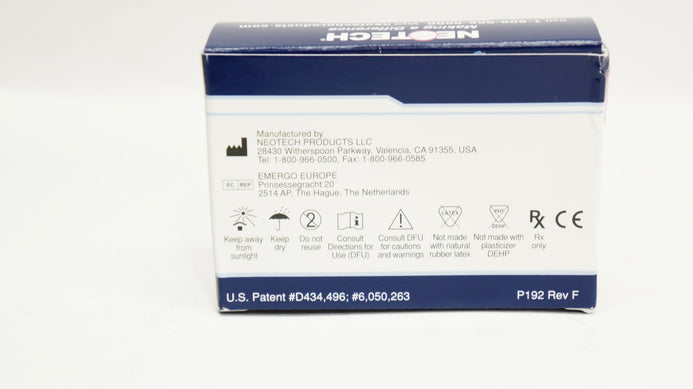 NEOTECH®
Making a Difference
Manufactured by
NEOTECH PRODUCTS LLC
28430 Witherspoon Parkway, Valencia, CA 91355, USA
Tel: 1-800-966-0500, Fax: 1-800-966-0585
EC REP
EMERGO EUROPE
Prinsessegracht 20
2514 AP, The Hague, The Netherlands
2
LATEX
PHT
DEHP
Rx
CE
Keep away from sunlight
Keep dry
Do not reuse
Consult Directions for Use (DFU)
Consult DFU for cautions and warnings
Not made with natural rubber latex
Not made with plasticizer DEHP
Rx only
U.S. Patent #D434,496; #6,050,263
P192 Rev F